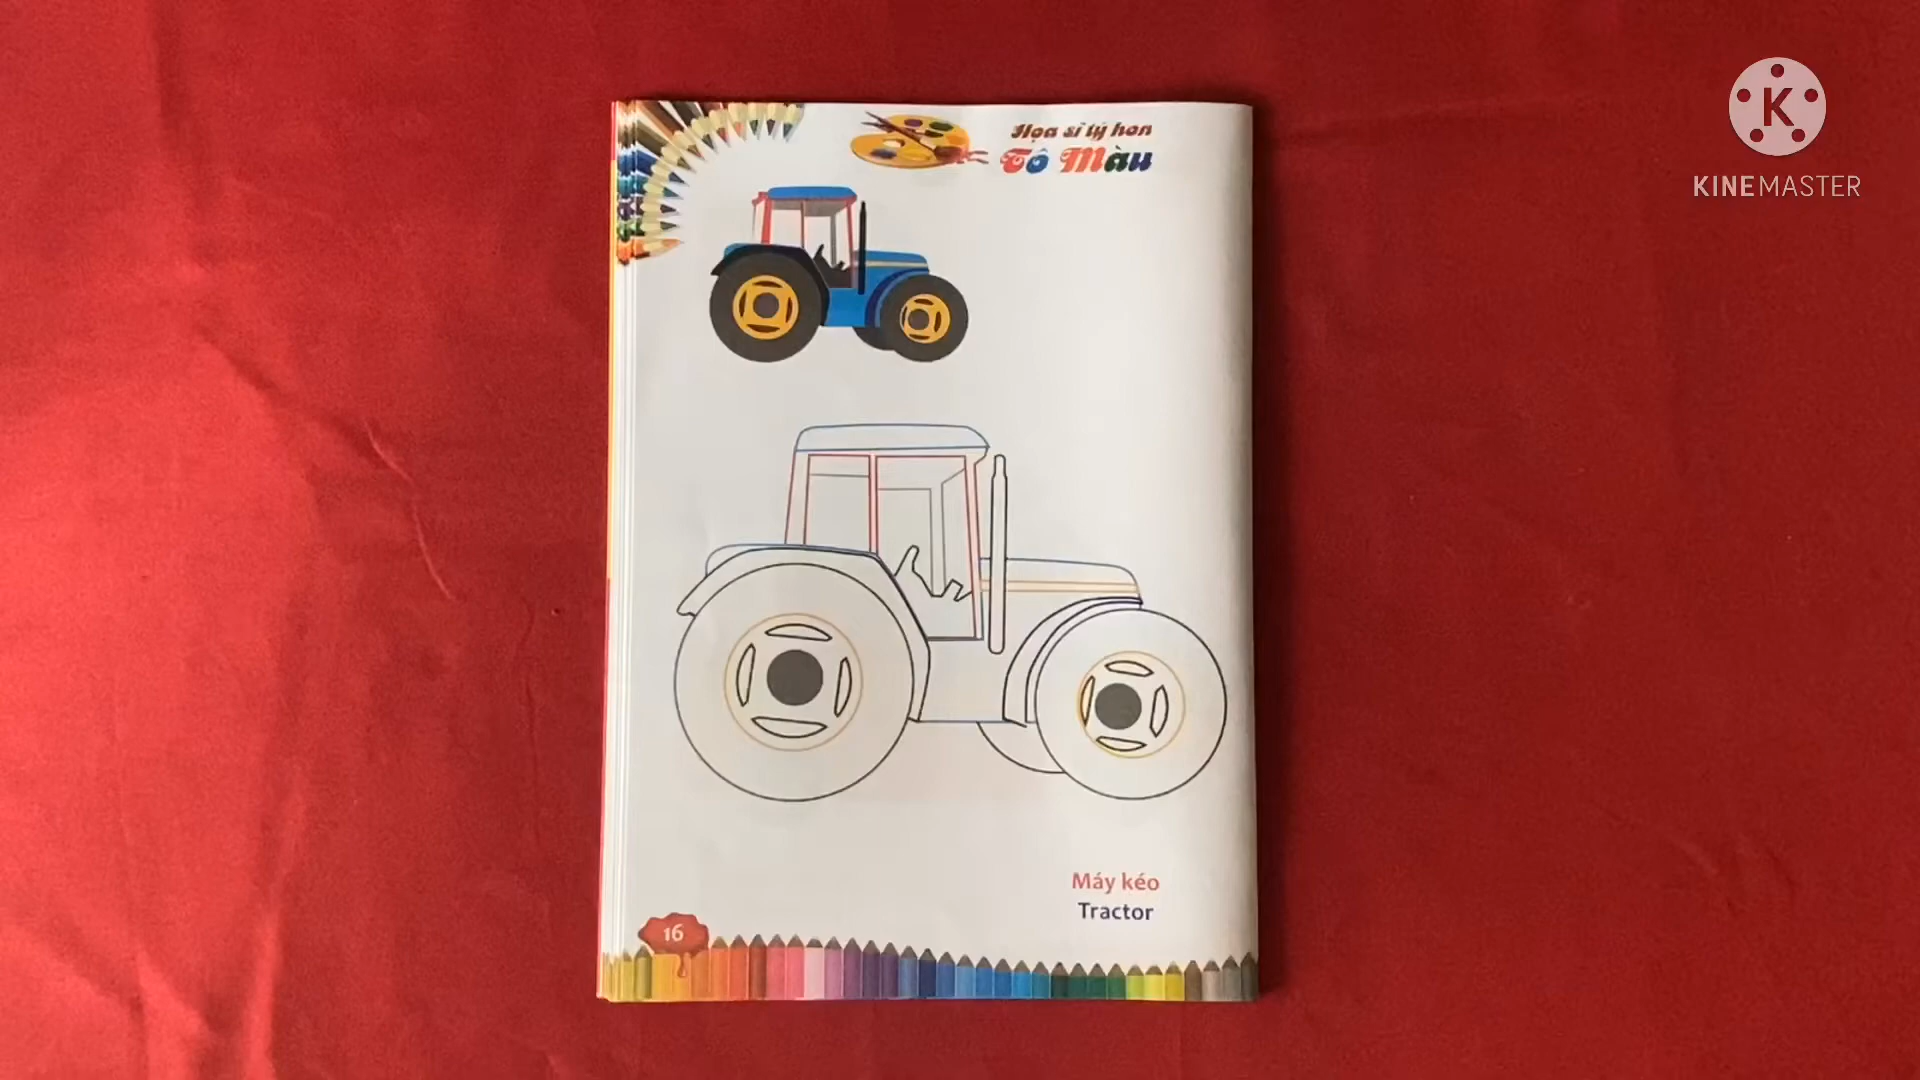 Họa sĩ tý hon
Tô Màu
K
KINEMASTER
Máy kéo
Tractor
16